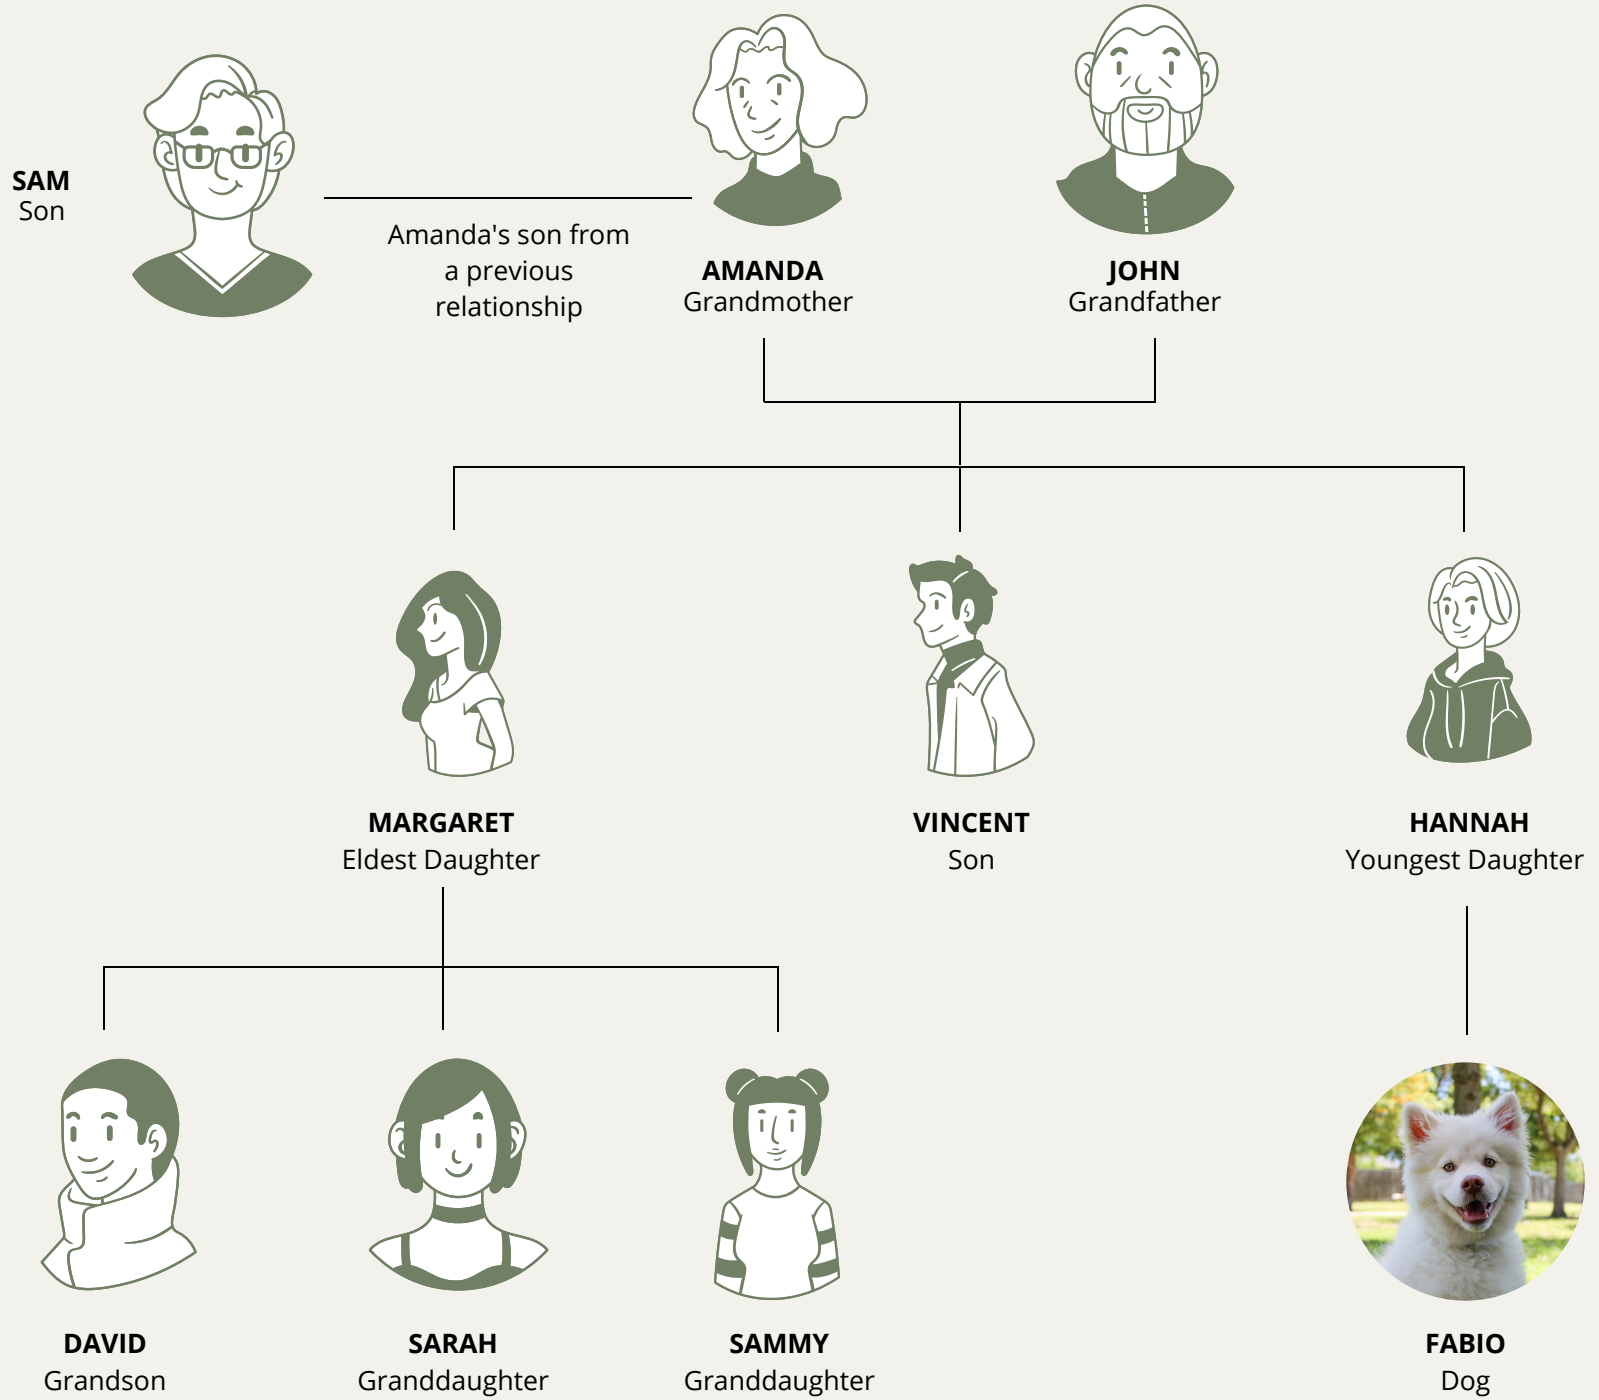 SAM
Son
Amanda's son from
a previous
relationship
AMANDA
Grandmother
JOHN
Grandfather
MARGARET
Eldest Daughter
VINCENT
Son
HANNAH
Youngest Daughter
DAVID
Grandson
SARAH
Granddaughter
SAMMY
Granddaughter
FABIO
Dog